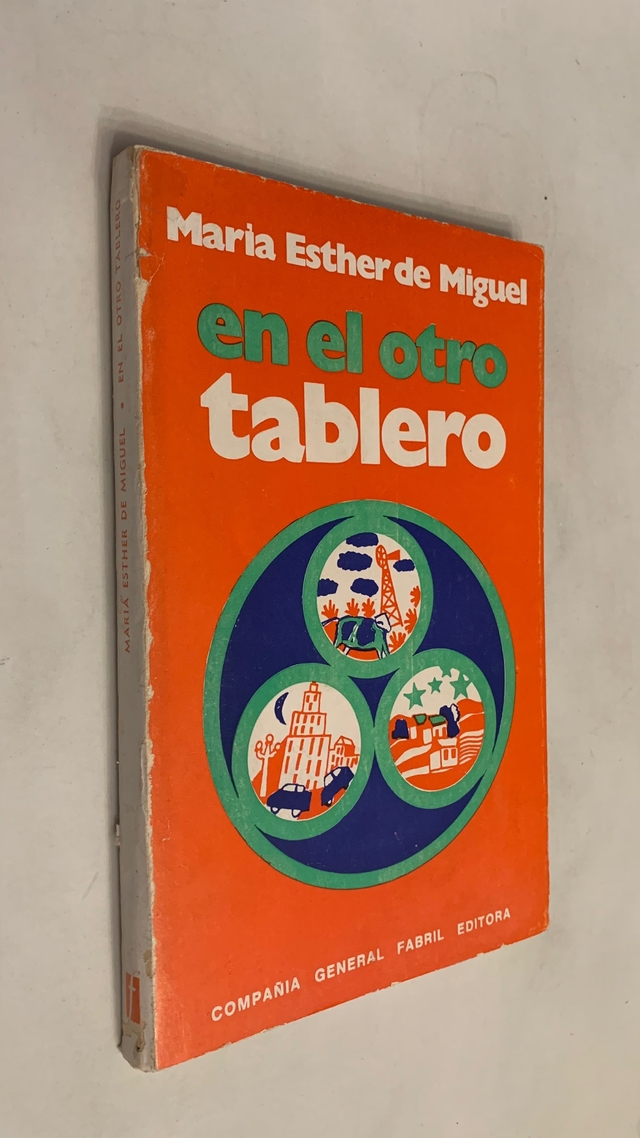 Maria Esther de Miguel
en el otro
tablero
COMPAÑIA GENERAL FABRIL EDITORA
MARIA ESTHER DE MIGUEL • EN EL OTRO TABLERO
f